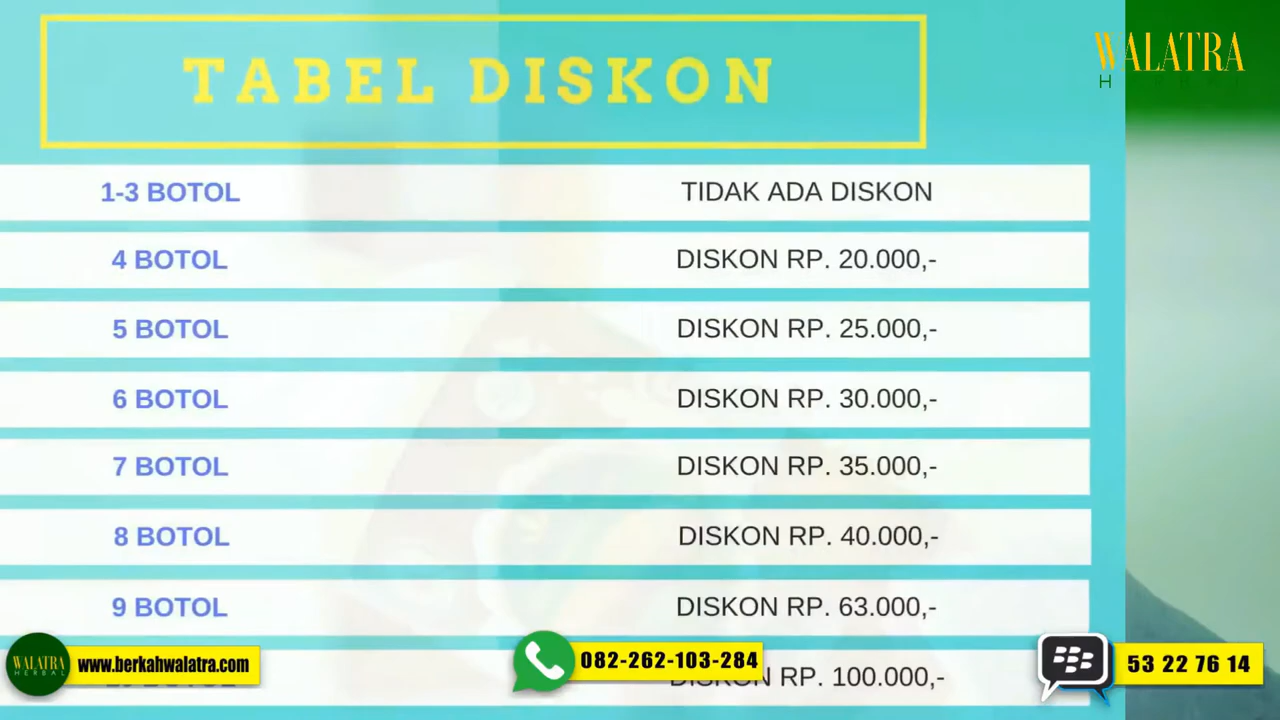 TABEL DISKON
WALATRA
1-3 BOTOL TIDAK ADA DISKON
4 BOTOL DISKON RP. 20.000,-
5 BOTOL DISKON RP. 25.000,-
6 BOTOL DISKON RP. 30.000,-
7 BOTOL DISKON RP. 35.000,-
8 BOTOL DISKON RP. 40.000,-
9 BOTOL DISKON RP. 63.000,-
DISKON RP. 100.000,-
WALATRA
HERBAL
www.berkahwalatra.com
082-262-103-284
53 22 76 14